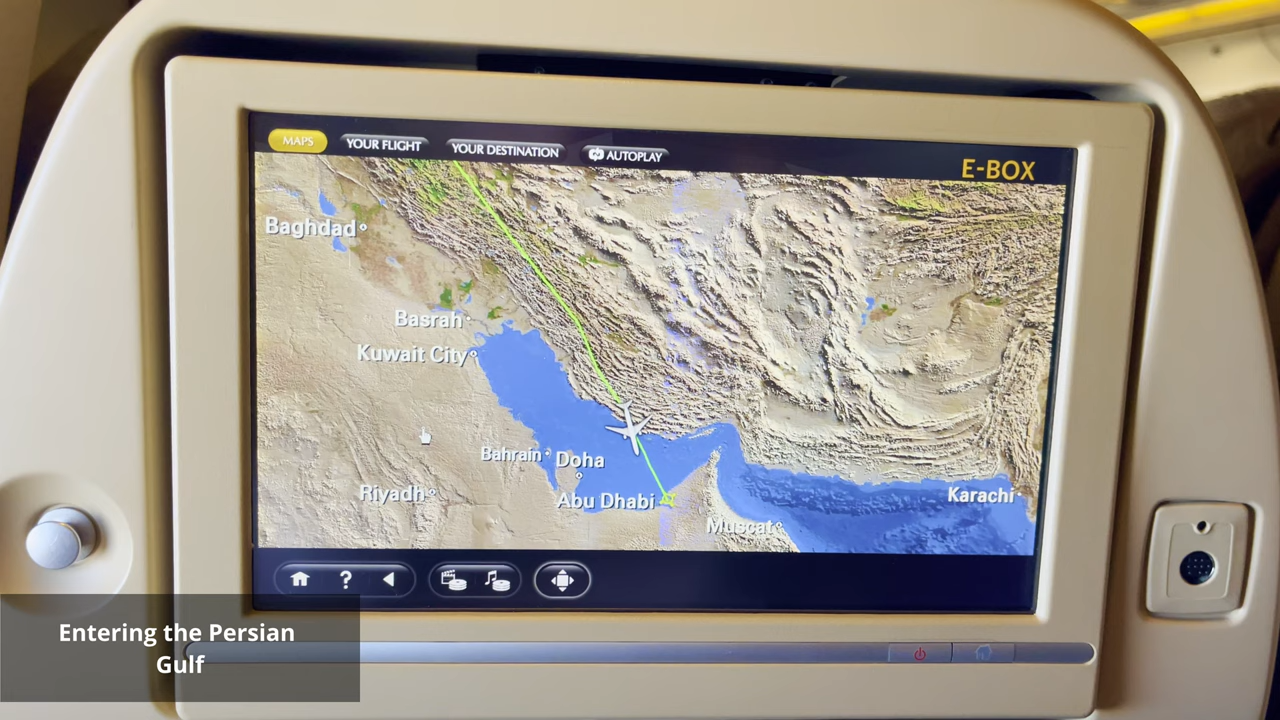 MAPS
YOUR FLIGHT
YOUR DESTINATION
AUTOPLAY
E-BOX
Baghdad
Basrah
Kuwait City
Bahrain
Doha
Riyadh
Abu Dhabi
Muscat
Karachi
?
Entering the Persian
Gulf